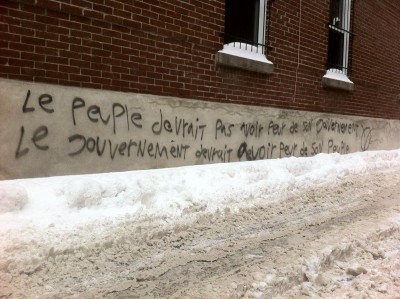 Le Peuple devrait Pas avoir Peur de son Gouvernement
Le Gouvernement devrait avoir Peur de son Peuple